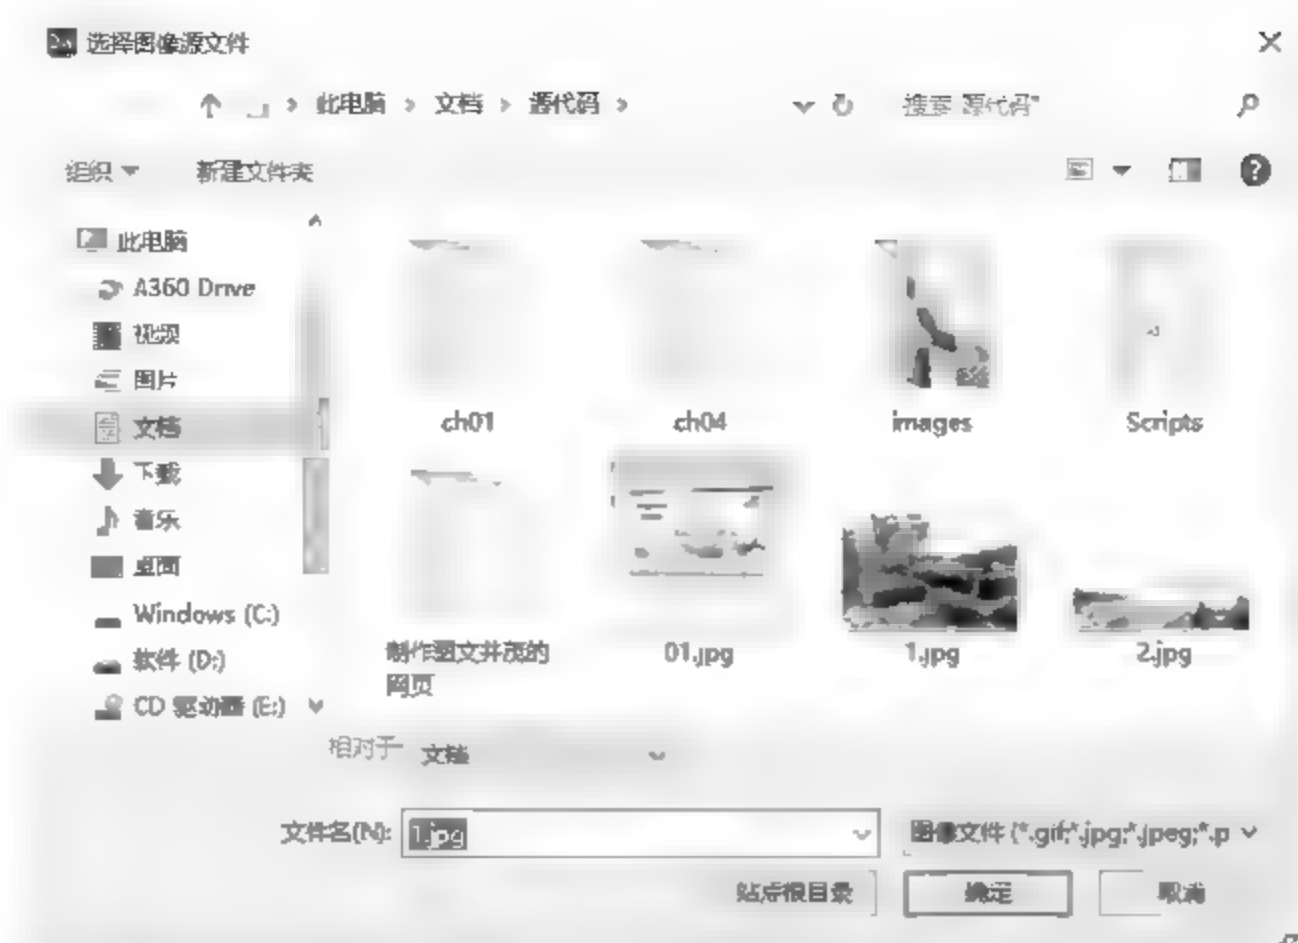 选择图像源文件
此电脑 > 文档 > 源代码 >
搜索"源代码"
组织
新建文件夹
此电脑
A360 Drive
视频
图片
文档
下载
音乐
桌面
Windows (C:)
软件 (D:)
CD 驱动器 (E:)
ch01
ch04
images
Scripts
制作图文并茂的
网页
01.jpg
1.jpg
2.jpg
相对于
文档
文件名(N):
1.jpg
图像文件 (*.gif;*.jpg;*.jpeg;*.p
站点根目录
确定
取消